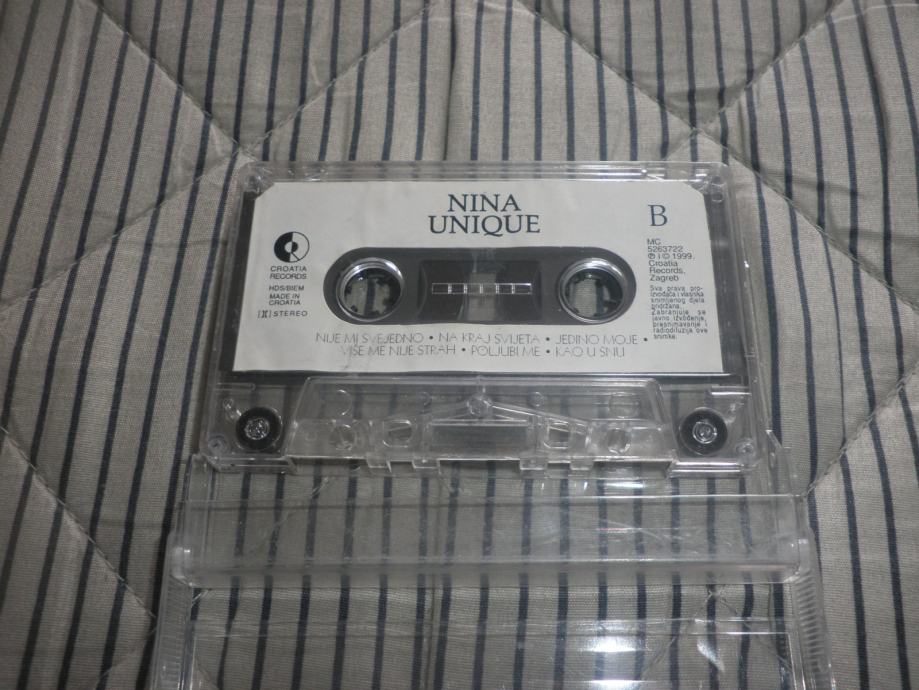 NINA
UNIQUE
B
CROATIA
RECORDS
HDS/BIEM
MADE IN
CROATIA
STEREO
MC
5263722
℗ i © 1999.
Croatia
Records,
Zagreb
Sva prava pro-
izvođača i vlasnika
snimljenog djela
pridržana.
Zabranjuje se
javno izvođenje,
presnimavanje i
radiodifuzija ove
snimke.
NIJE MI SVEJEDNO • NA KRAJ SVIJETA • JEDINO MOJE •
VIŠE ME NIJE STRAH • POLJUBI ME • KAO U SNU